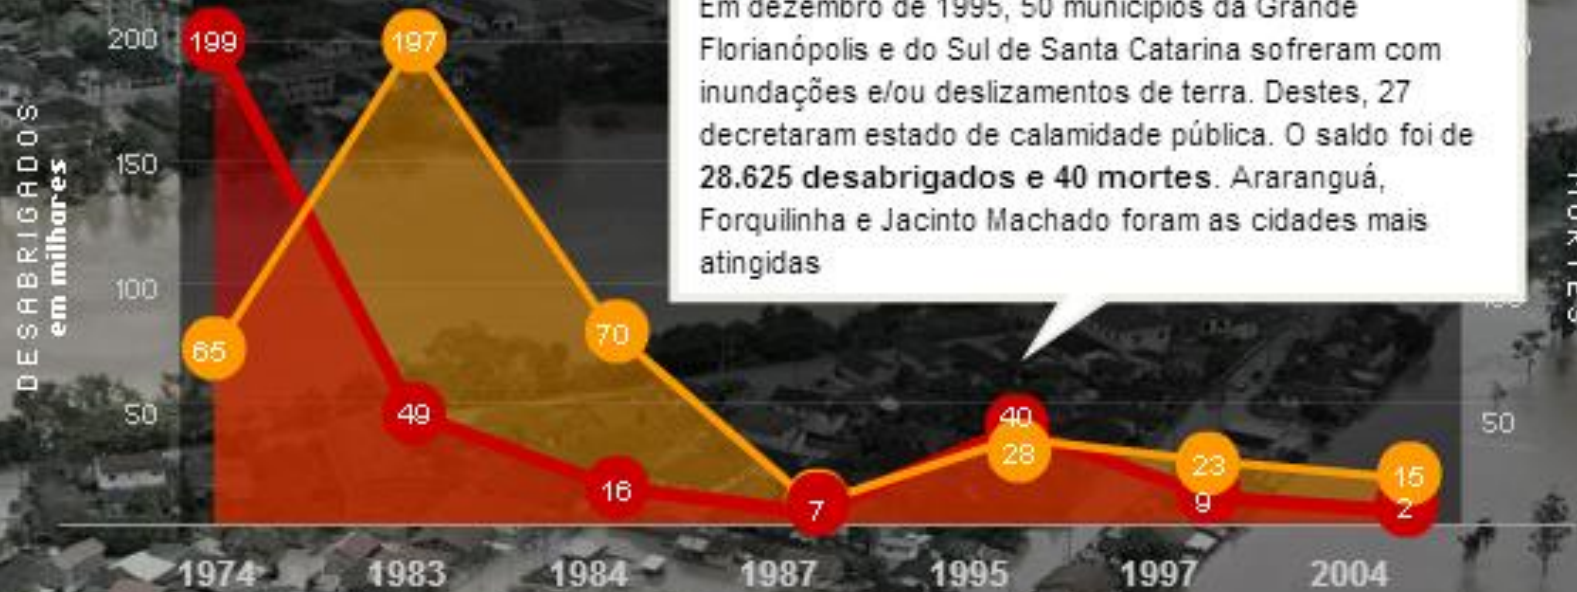 Em dezembro de 1995, 50 municípios da Grande
Florianópolis e do Sul de Santa Catarina sofreram com
inundações e/ou deslizamentos de terra. Destes, 27
decretaram estado de calamidade pública. O saldo foi de
28.625 desabrigados e 40 mortes. Araranguá,
Forquilinha e Jacinto Machado foram as cidades mais
atingidas
DESABRIGADOS
em milhares
MORTES
200
150
100
50
50
199
197
65
49
70
16
7
40
28
23
9
15
2
1974
1983
1984
1987
1995
1997
2004